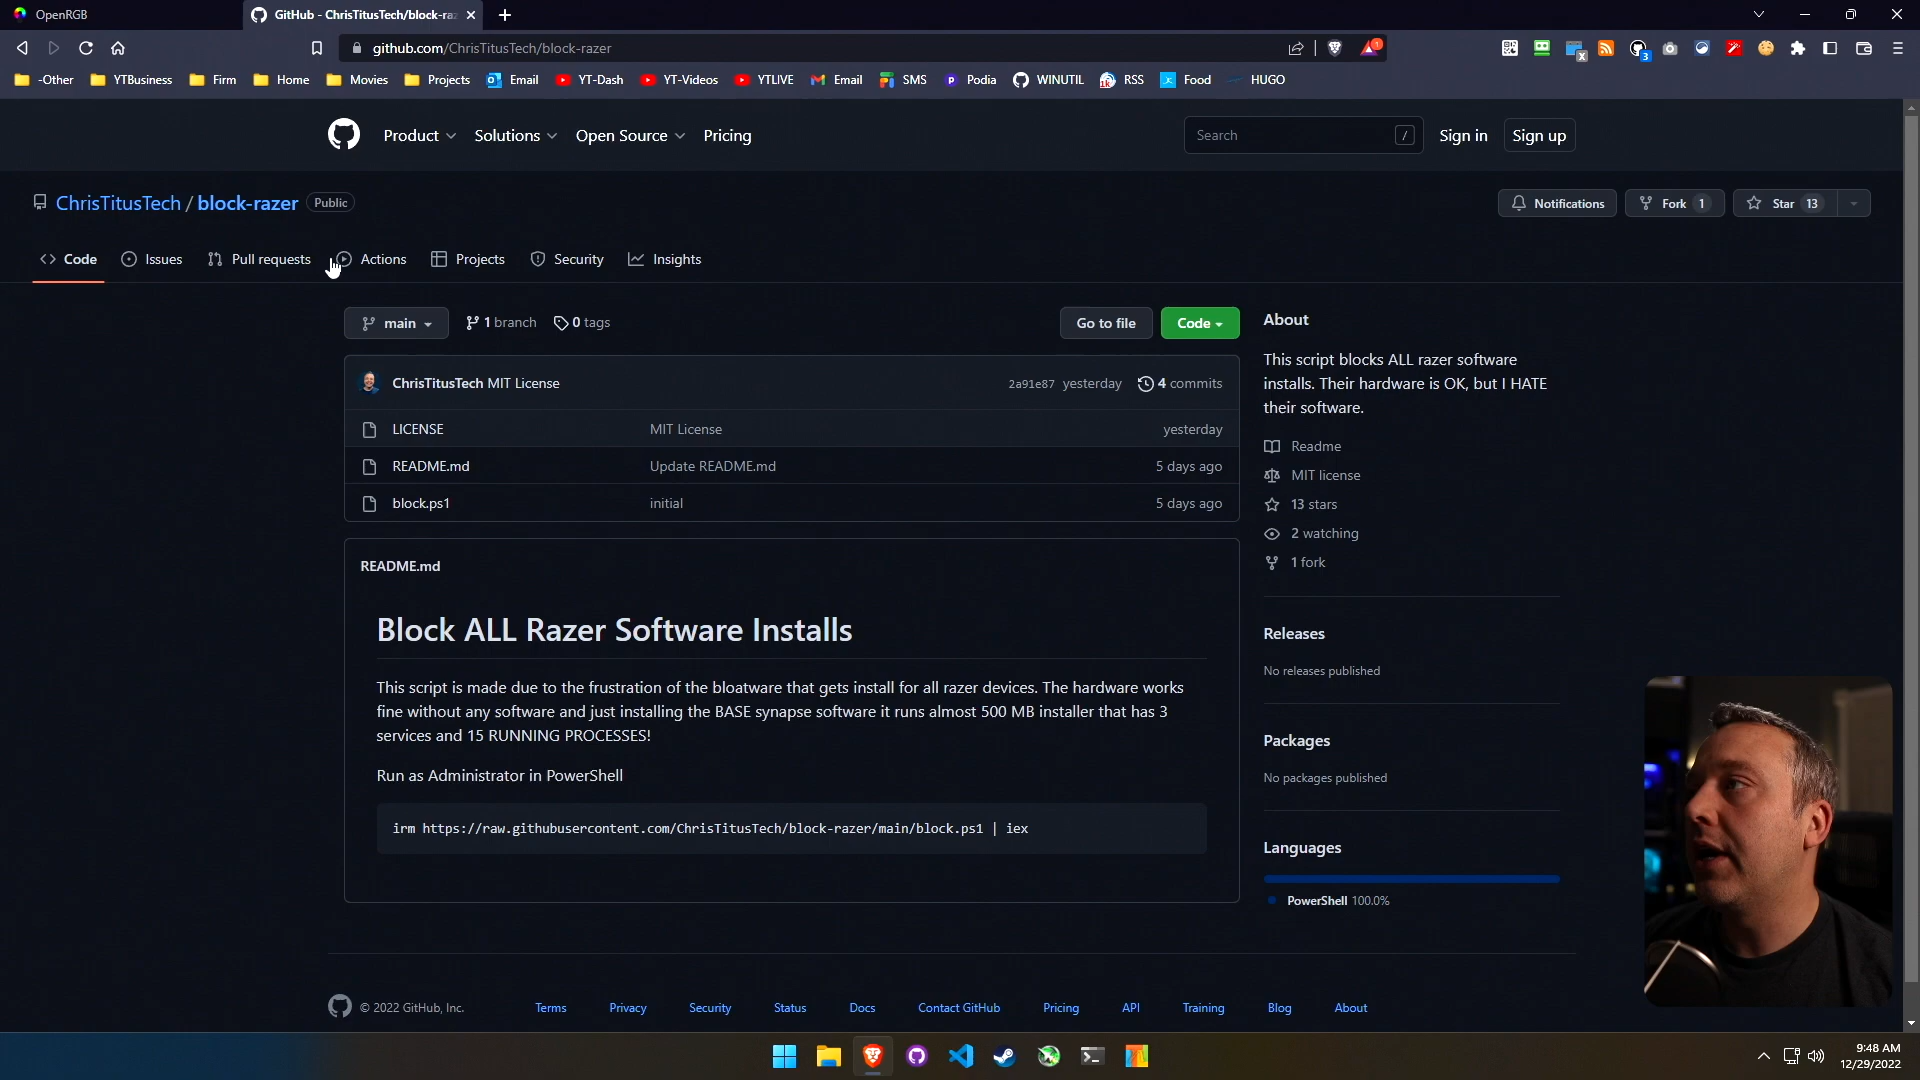 OpenRGB
GitHub - ChrisTitusTech/block-raz
github.com/ChrisTitusTech/block-razer
1
X
3
-Other
YTBusiness
Firm
Home
Movies
Projects
Email
YT-Dash
YT-Videos
YTLIVE
Email
SMS
Podia
WINUTIL
RSS
Food
HUGO
Product
Solutions
Open Source
Pricing
Search
/
Sign in
Sign up
ChrisTitusTech / block-razer
Public
Notifications
Fork 1
Star 13
Code
Issues
Pull requests
Actions
Projects
Security
Insights
main
1 branch
0 tags
Go to file
Code
ChrisTitusTech MIT License
2a91e87 yesterday
4 commits
LICENSE
MIT License
yesterday
README.md
Update README.md
5 days ago
block.ps1
initial
5 days ago
README.md
Block ALL Razer Software Installs
This script is made due to the frustration of the bloatware that gets install for all razer devices. The hardware works
fine without any software and just installing the BASE synapse software it runs almost 500 MB installer that has 3
services and 15 RUNNING PROCESSES!
Run as Administrator in PowerShell
irm https://raw.githubusercontent.com/ChrisTitusTech/block-razer/main/block.ps1 | iex
About
This script blocks ALL razer software
installs. Their hardware is OK, but I HATE
their software.
Readme
MIT license
13 stars
2 watching
1 fork
Releases
No releases published
Packages
No packages published
Languages
PowerShell 100.0%
© 2022 GitHub, Inc.
Terms
Privacy
Security
Status
Docs
Contact GitHub
Pricing
API
Training
Blog
About
9:48 AM
12/29/2022